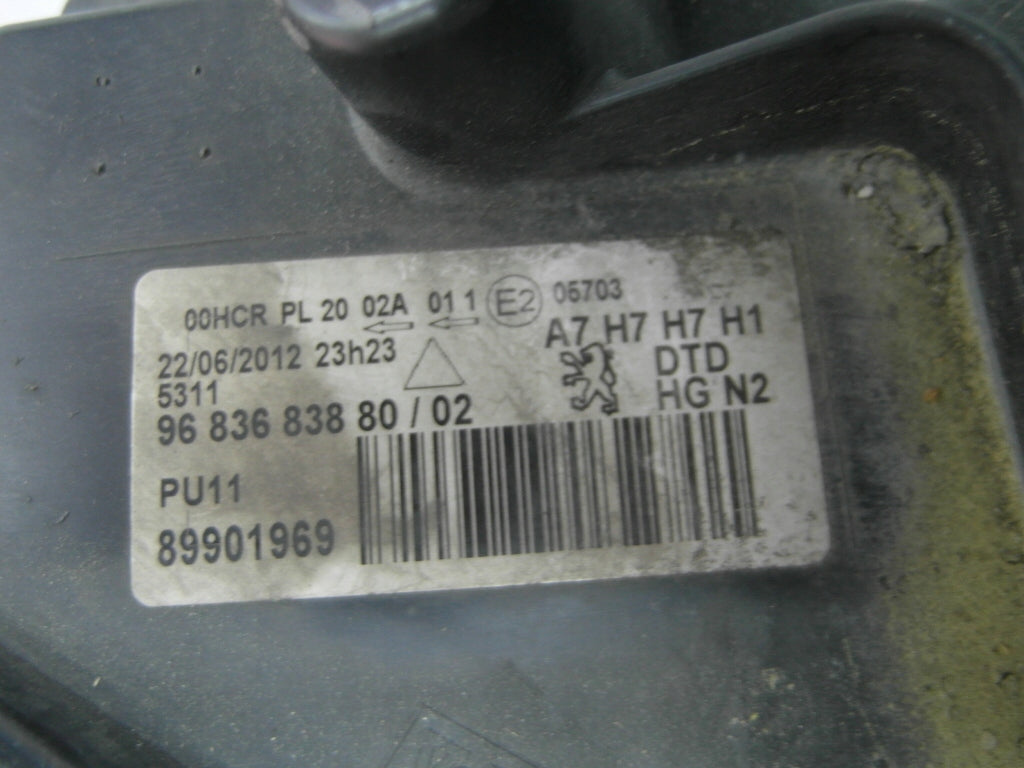 00HCR PL 20 02A 01 1 E2 05703
A7 H7 H7 H1
22/06/2012 23h23
DTD
5311
HG N2
96 836 838 80 / 02
PU11
89901969